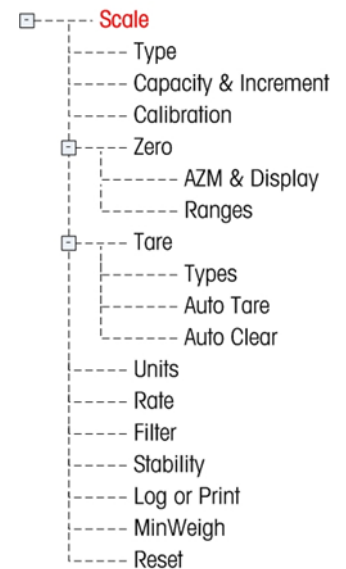 Scale
Type
Capacity & Increment
Calibration
Zero
AZM & Display
Ranges
Tare
Types
Auto Tare
Auto Clear
Units
Rate
Filter
Stability
Log or Print
MinWeigh
Reset